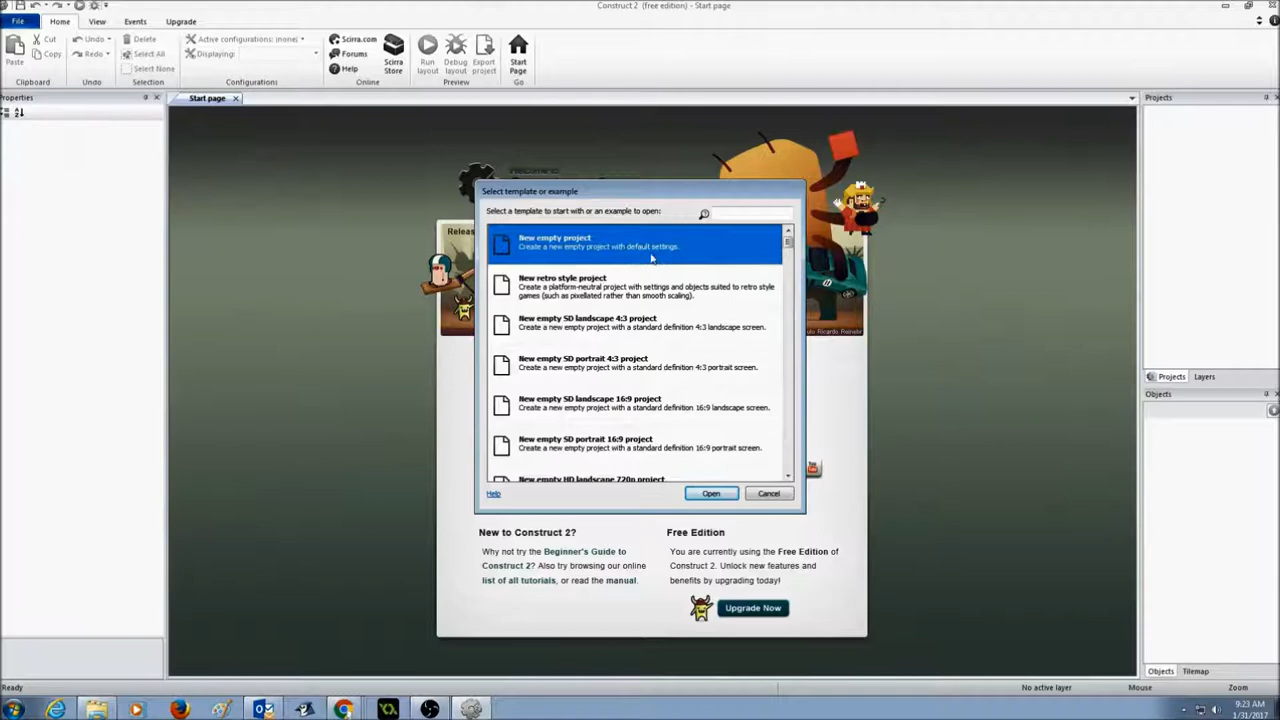 Construct 2 (free edition) - Start page
File Home View Events Upgrade
Cut Undo Delete Active configurations: (none) Scirra.com
Copy Redo Select All Displaying: Forums
Paste Select None Help Scirra Store Run layout Debug layout Export project Start Page
Clipboard Undo Selection Configurations Online Preview Go
Properties Start page Projects
Welcome to
Select template or example
Select a template to start with or an example to open:
New empty project
Create a new empty project with default settings.
New retro style project
Create a platform-neutral project with settings and objects suited to retro style
games (such as pixellated rather than smooth scaling).
New empty SD landscape 4:3 project
Create a new empty project with a standard definition 4:3 landscape screen.
New empty SD portrait 4:3 project
Create a new empty project with a standard definition 4:3 portrait screen.
New empty SD landscape 16:9 project
Create a new empty project with a standard definition 16:9 landscape screen.
New empty SD portrait 16:9 project
Create a new empty project with a standard definition 16:9 portrait screen.
New empty HD landscape 720p project
Help Open Cancel
Projects Layers
Objects
New to Construct 2?
Why not try the Beginner's Guide to
Construct 2? Also try browsing our online
list of all tutorials, or read the manual.
Free Edition
You are currently using the Free Edition of
Construct 2. Unlock new features and
benefits by upgrading today!
Upgrade Now
Objects Tilemap
Ready No active layer Mouse Zoom
9:23 AM
1/31/2017